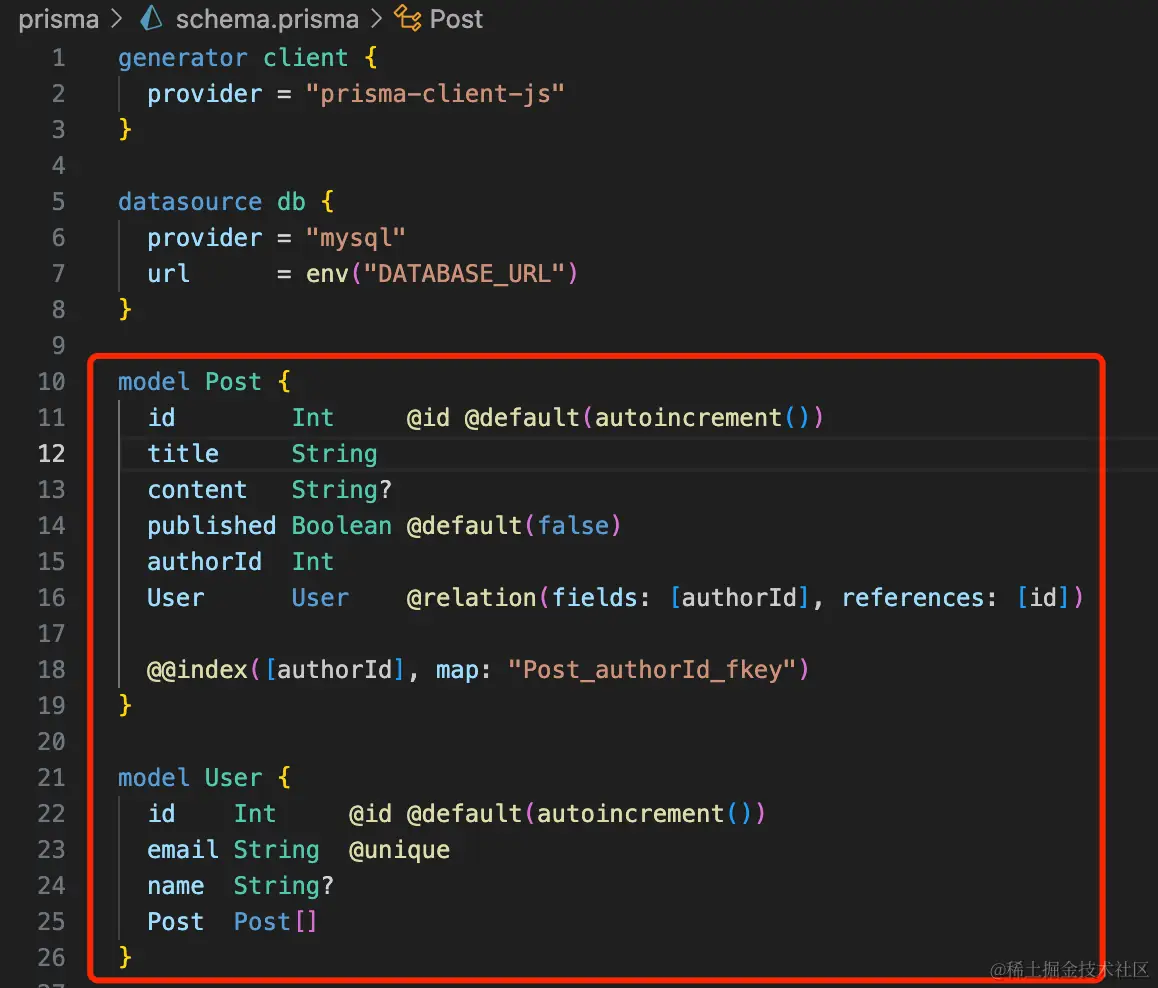 prisma > schema.prisma > Post
1 generator client {
2 provider = "prisma-client-js"
3 }
4
5 datasource db {
6 provider = "mysql"
7 url = env("DATABASE_URL")
8 }
9
10 model Post {
11 id Int @id @default(autoincrement())
12 title String
13 content String?
14 published Boolean @default(false)
15 authorId Int
16 User User @relation(fields: [authorId], references: [id])
17
18 @@index([authorId], map: "Post_authorId_fkey")
19 }
20
21 model User {
22 id Int @id @default(autoincrement())
23 email String @unique
24 name String?
25 Post Post[]
26 }
@稀土掘金技术社区